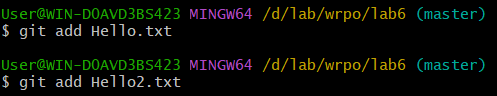 User@WIN-DOAVD3BS423 MINGW64 /d/lab/wrpo/lab6 (master)
$ git add Hello.txt
User@WIN-DOAVD3BS423 MINGW64 /d/lab/wrpo/lab6 (master)
$ git add Hello2.txt